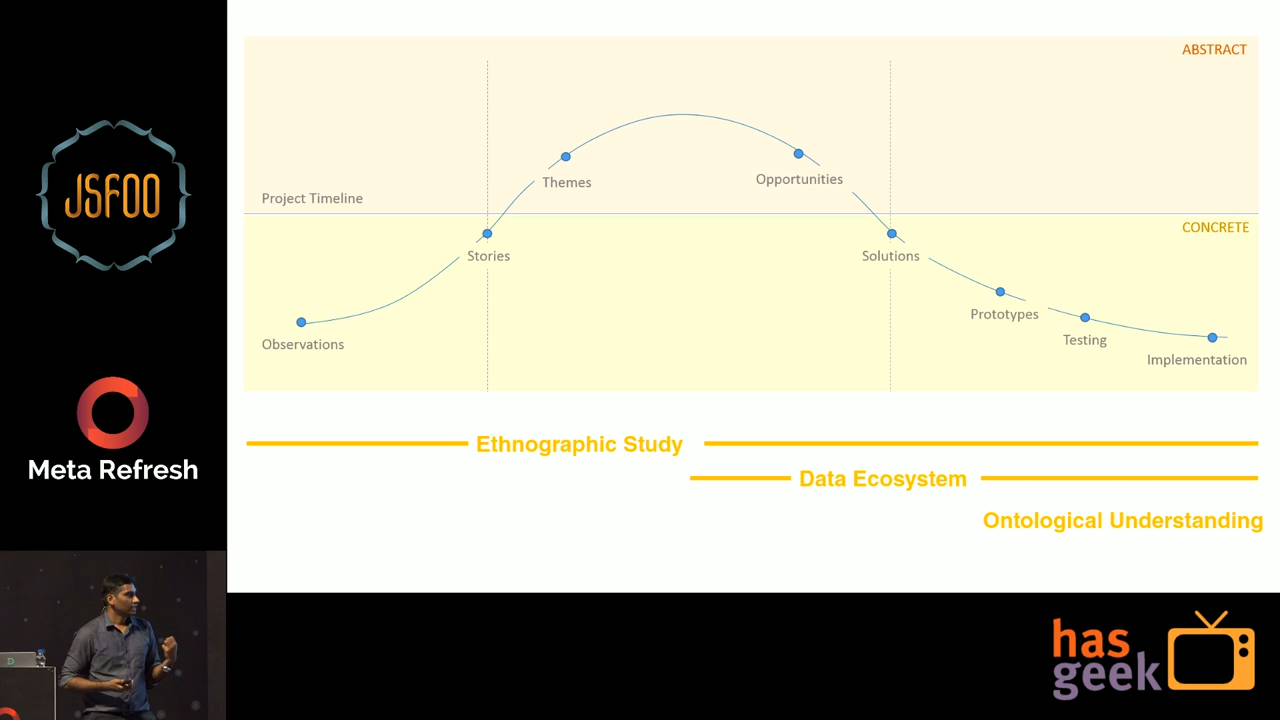 JSFOO
Meta Refresh
ABSTRACT
Themes
Opportunities
Project Timeline
CONCRETE
Stories
Solutions
Observations
Prototypes
Testing
Implementation
Ethnographic Study
Data Ecosystem
Ontological Understanding
has
geek